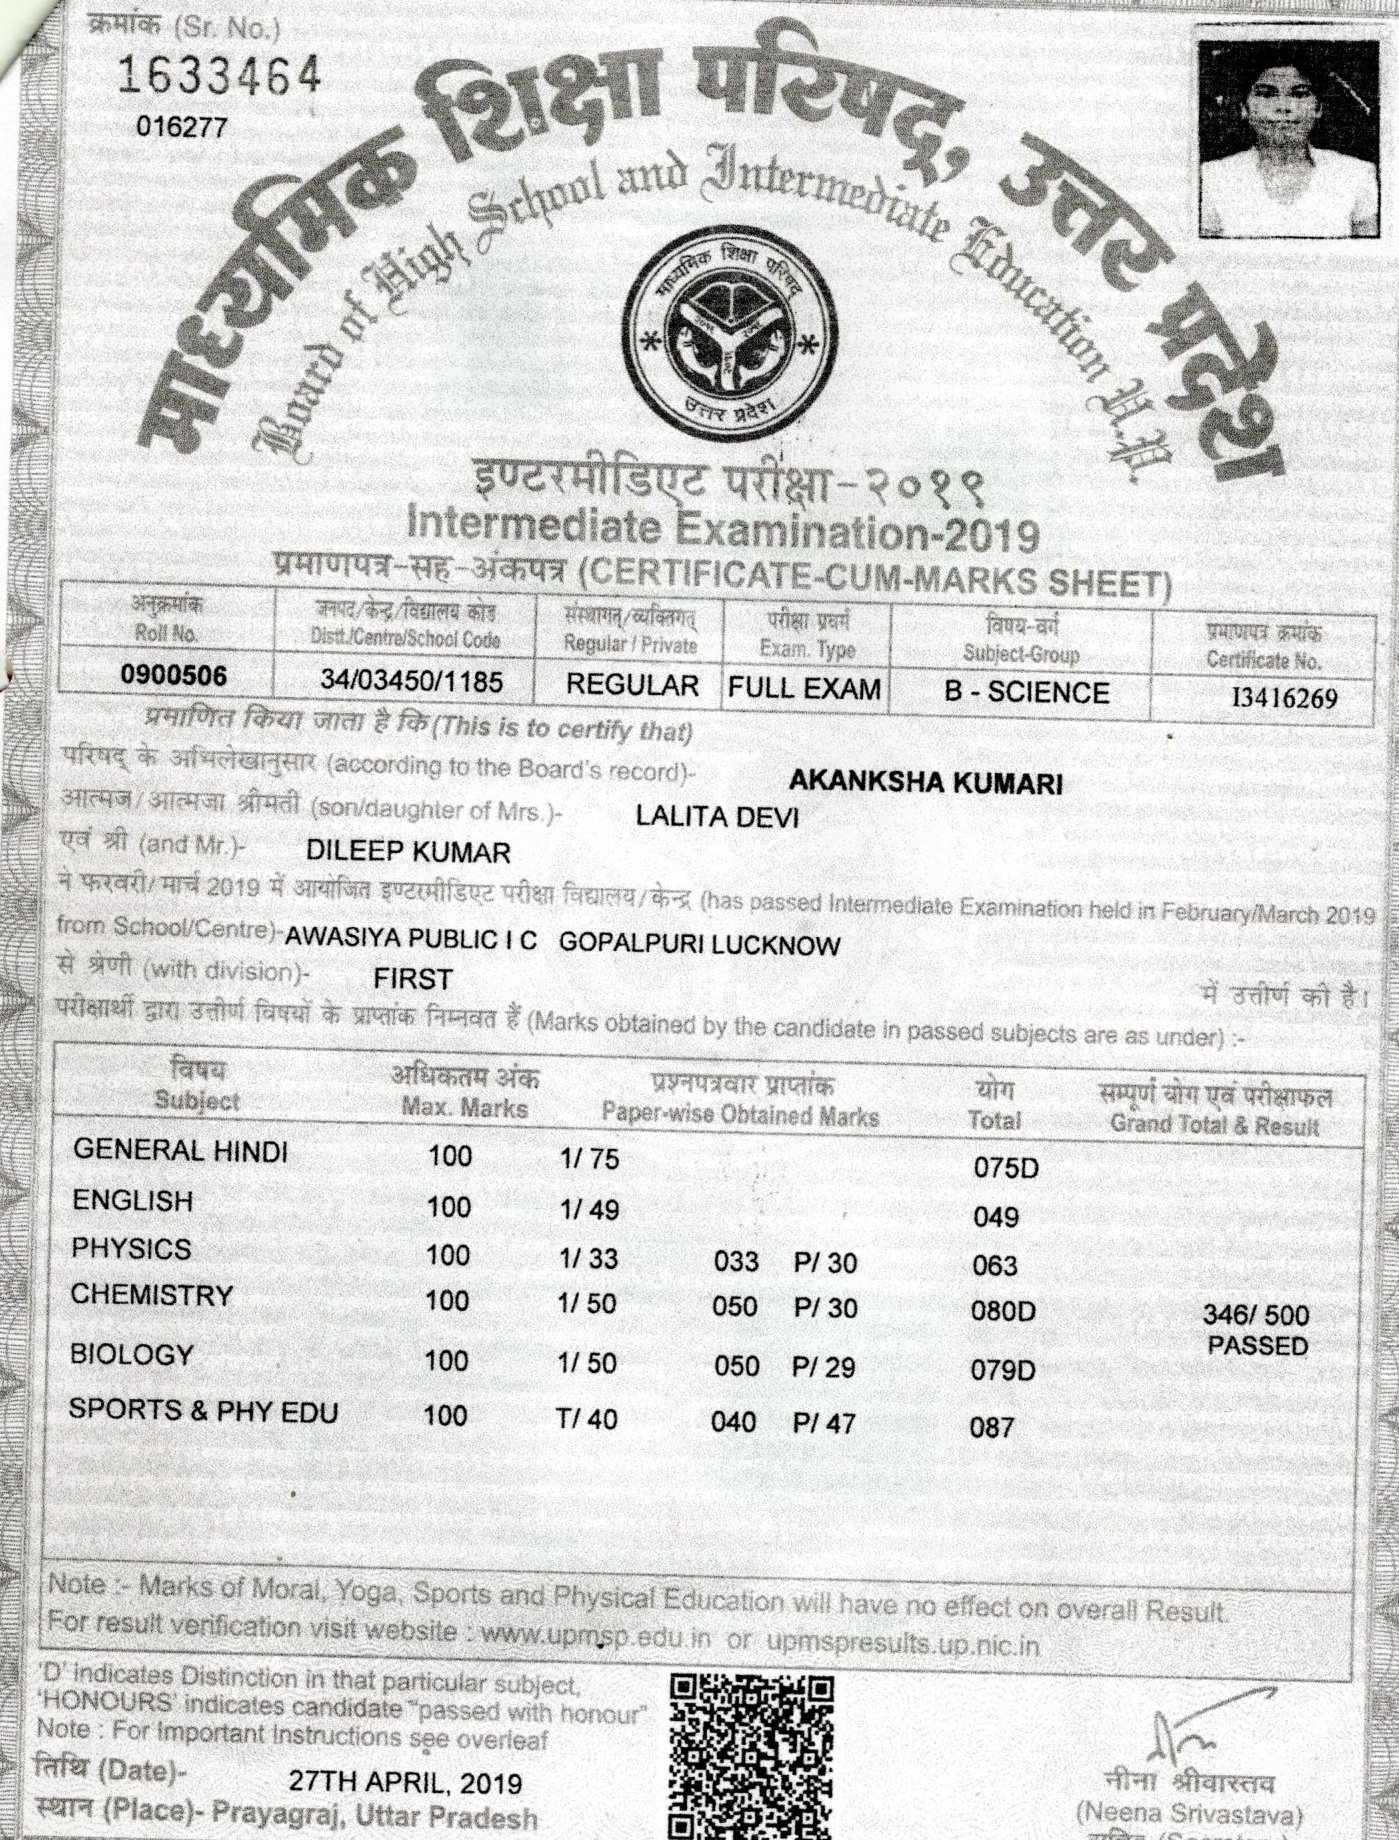 क्रमांक (Sr. No.)
1633464
016277
माध्यमिक शिक्षा परिषद्, उत्तर प्रदेश
Board of High School and Intermediate Education U.P.
माध्यमिक शिक्षा परिषद्
उत्तर प्रदेश
इण्टरमीडिएट परीक्षा-२०१९
Intermediate Examination-2019
प्रमाणपत्र-सह-अंकपत्र (CERTIFICATE-CUM-MARKS SHEET)
अनुक्रमांक जनपद/केन्द्र/विद्यालय कोड संस्थागत्/व्यक्तिगत् परीक्षा प्रवर्ग विषय-वर्ग प्रमाणपत्र क्रमांक
Roll No. Distt./Centre/School Code Regular / Private Exam. Type Subject-Group Certificate No.
0900506 34/03450/1185 REGULAR FULL EXAM B - SCIENCE I3416269
प्रमाणित किया जाता है कि (This is to certify that)
परिषद् के अभिलेखानुसार (according to the Board's record)- AKANKSHA KUMARI
आत्मज/आत्मजा श्रीमती (son/daughter of Mrs.)- LALITA DEVI
एवं श्री (and Mr.)- DILEEP KUMAR
ने फरवरी/मार्च 2019 में आयोजित इण्टरमीडिएट परीक्षा विद्यालय/केन्द्र (has passed Intermediate Examination held in February/March 2019
from School/Centre)- AWASIYA PUBLIC I C GOPALPURI LUCKNOW
से श्रेणी (with division)- FIRST में उत्तीर्ण की है।
परीक्षार्थी द्वारा उत्तीर्ण विषयों के प्राप्तांक निम्नवत हैं (Marks obtained by the candidate in passed subjects are as under) :-
विषय अधिकतम अंक प्रश्नपत्रवार प्राप्तांक योग सम्पूर्ण योग एवं परीक्षाफल
Subject Max. Marks Paper-wise Obtained Marks Total Grand Total & Result
GENERAL HINDI 100 1/ 75 075D
ENGLISH 100 1/ 49 049
PHYSICS 100 1/ 33 033 P/ 30 063
CHEMISTRY 100 1/ 50 050 P/ 30 080D 346/ 500
PASSED
BIOLOGY 100 1/ 50 050 P/ 29 079D
SPORTS & PHY EDU 100 T/ 40 040 P/ 47 087
Note :- Marks of Moral, Yoga, Sports and Physical Education will have no effect on overall Result.
For result verification visit website : www.upmsp.edu.in or upmspresults.up.nic.in
'D' indicates Distinction in that particular subject,
'HONOURS' indicates candidate "passed with honour"
Note : For Important Instructions see overleaf
तिथि (Date)- 27TH APRIL, 2019
स्थान (Place)- Prayagraj, Uttar Pradesh
नीना श्रीवास्तव
(Neena Srivastava)